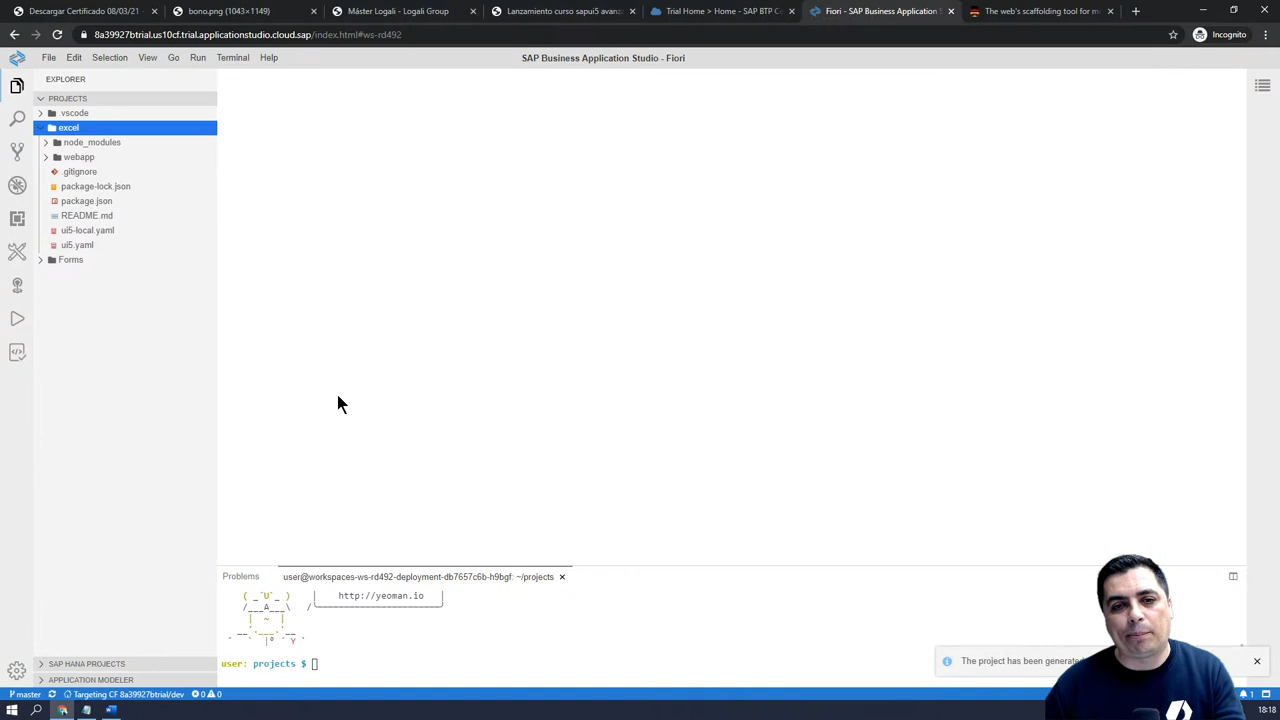 Descargar Certificado 08/03/21
bono.png (1043×1149)
Máster Logali - Logali Group
Lanzamiento curso sapui5 avanz
Trial Home > Home - SAP BTP C
Fiori - SAP Business Application
The web's scaffolding tool for m
8a39927btrial.us10cf.trial.applicationstudio.cloud.sap/index.html#ws-rd492
Incognito
File Edit Selection View Go Run Terminal Help
SAP Business Application Studio - Fiori
EXPLORER
PROJECTS
.vscode
excel
node_modules
webapp
.gitignore
package-lock.json
package.json
README.md
ui5-local.yaml
ui5.yaml
Forms
Problems
user@workspaces-ws-rd492-deployment-db7657c6b-h9bgf: ~/projects
http://yeoman.io
user: projects $
The project has been generated
SAP HANA PROJECTS
APPLICATION MODELER
master
Targeting CF 8a39927btrial/dev
0 0
1
18:18